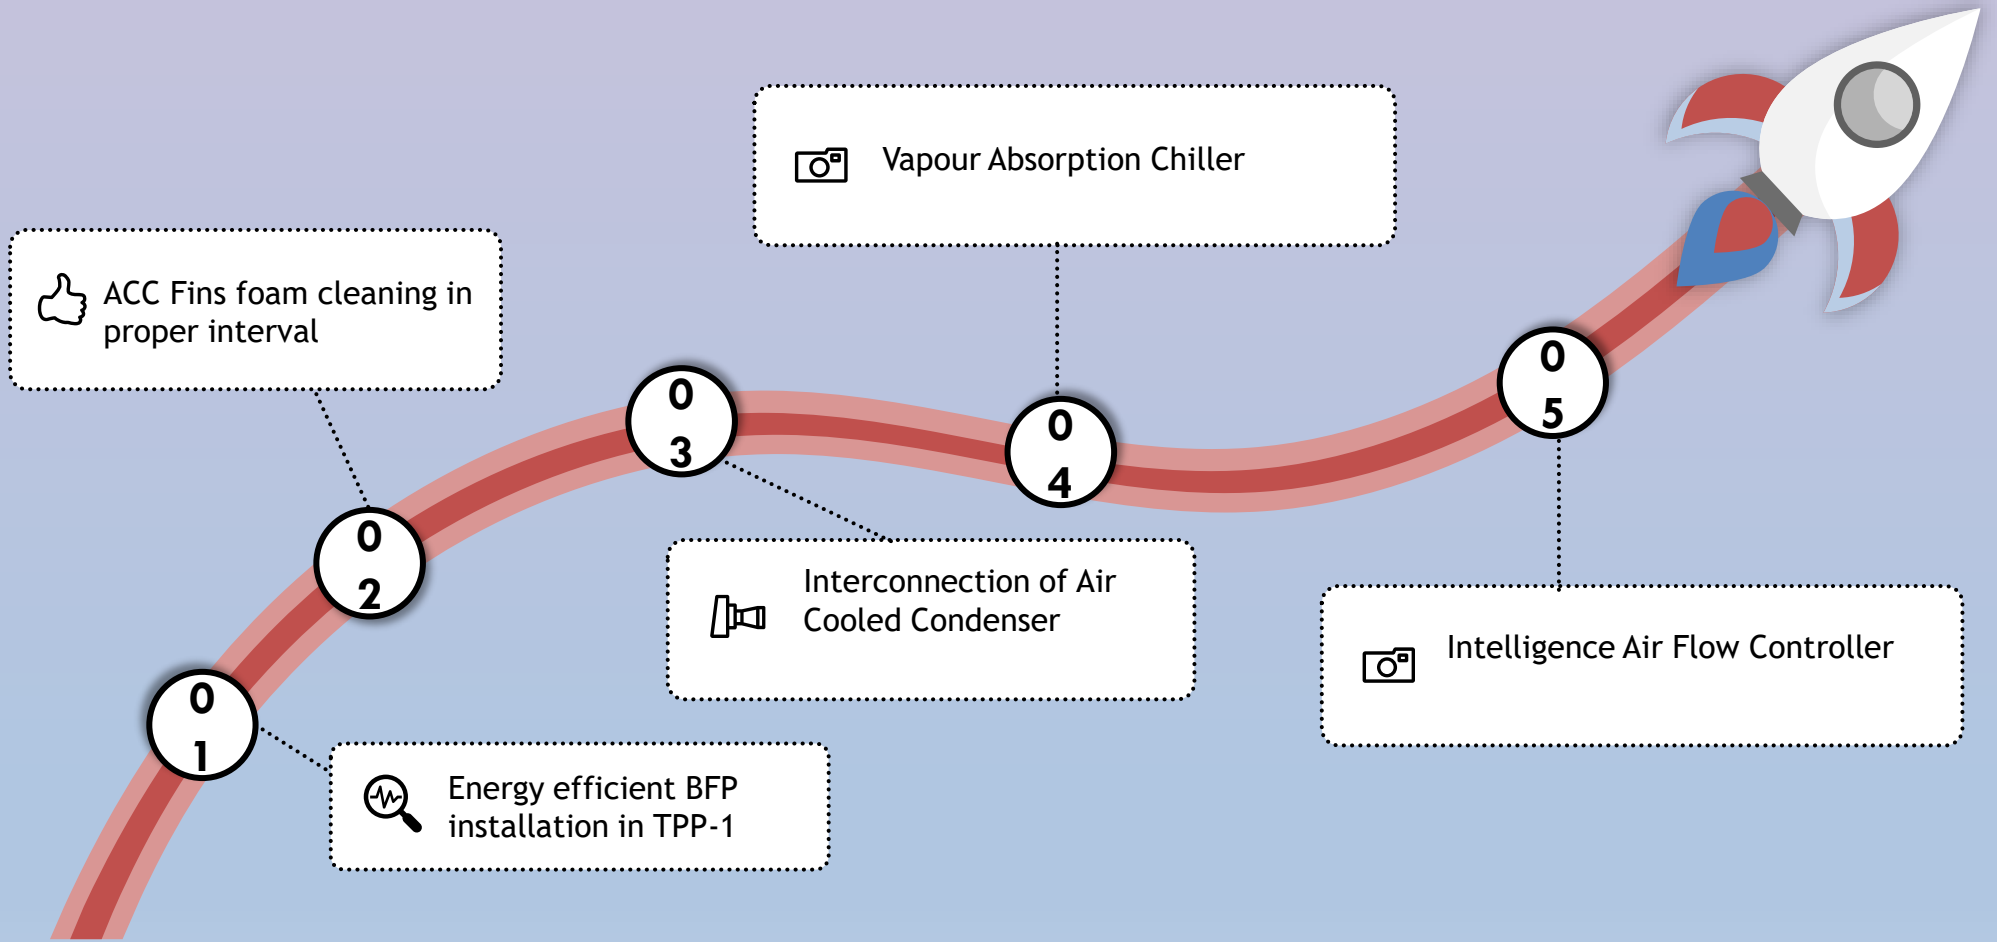 0
1
Energy efficient BFP
installation in TPP-1
0
2
ACC Fins foam cleaning in
proper interval
0
3
Interconnection of Air
Cooled Condenser
0
4
Vapour Absorption Chiller
0
5
Intelligence Air Flow Controller